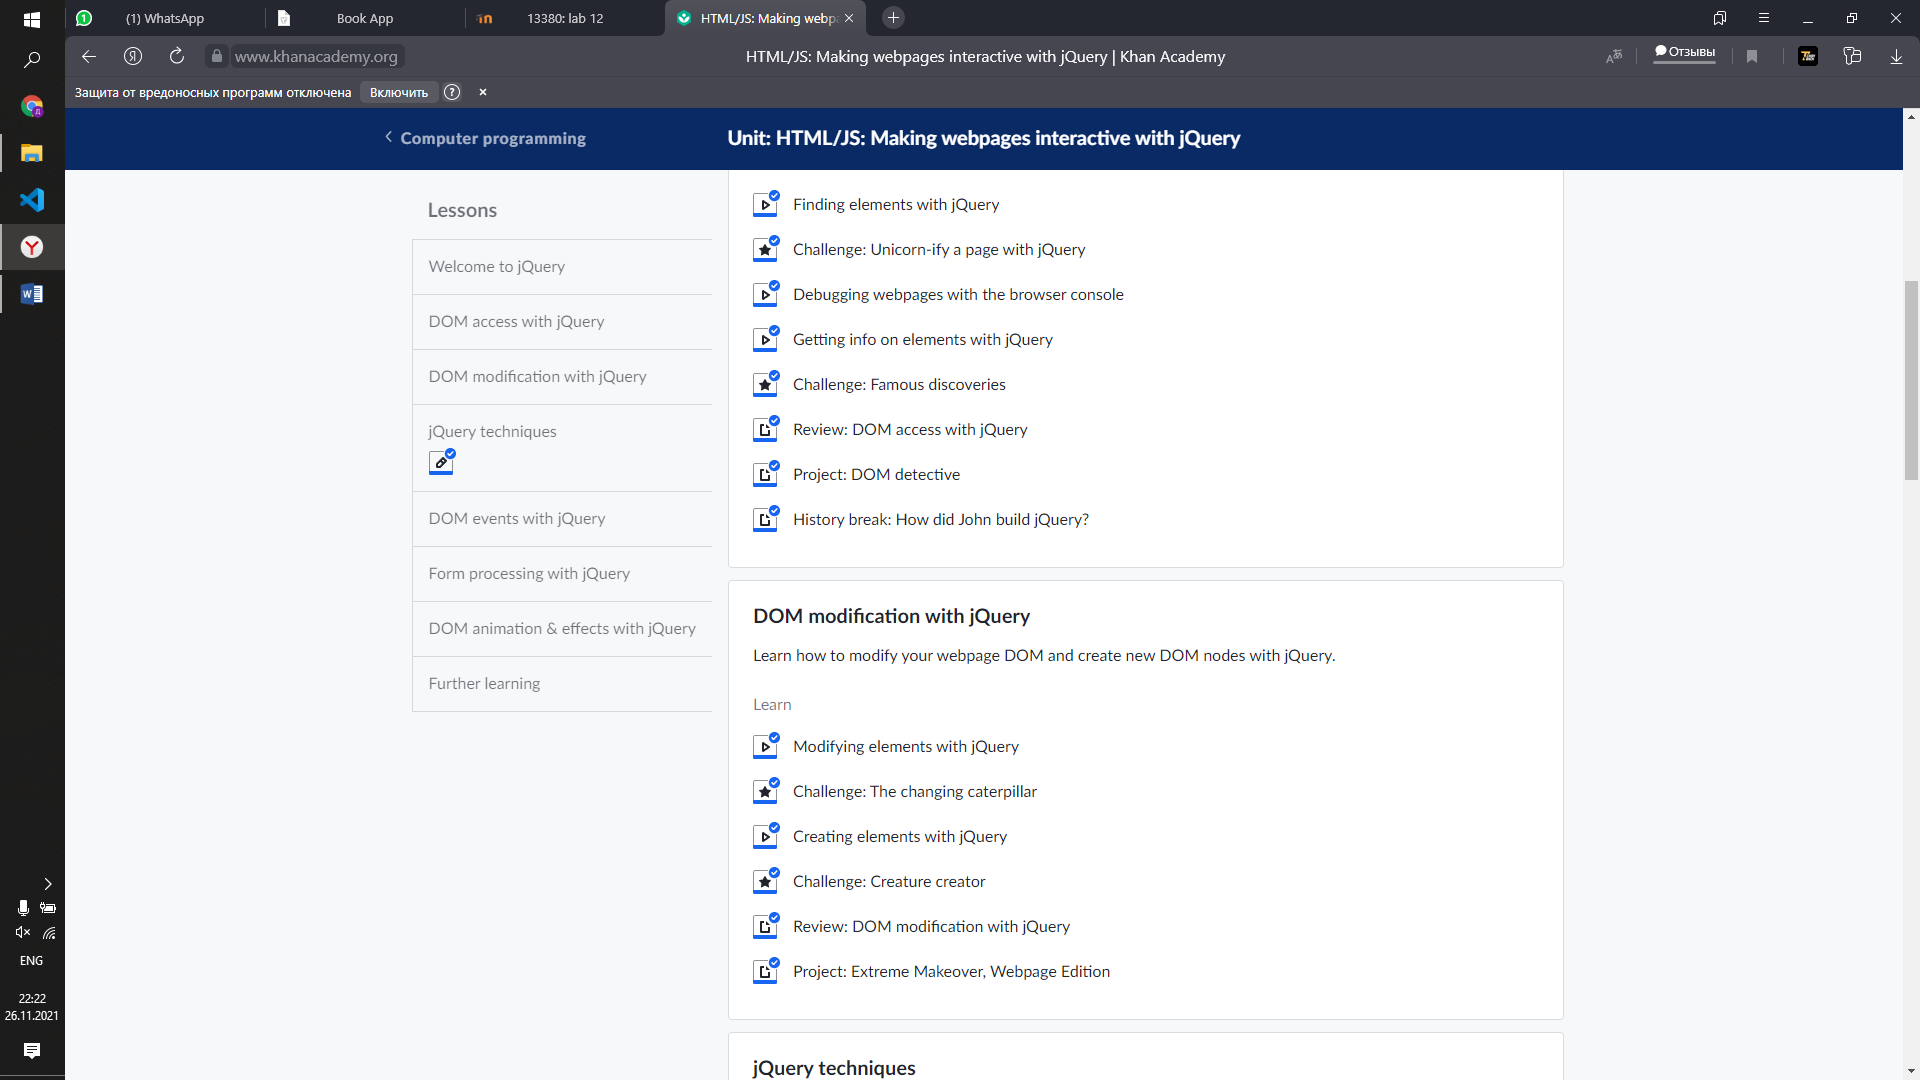 (1) WhatsApp
Book App
13380: lab 12
HTML/JS: Making webpa
www.khanacademy.org
HTML/JS: Making webpages interactive with jQuery | Khan Academy
Отзывы
Защита от вредоносных программ отключена
Включить
Computer programming
Unit: HTML/JS: Making webpages interactive with jQuery
Lessons
Welcome to jQuery
DOM access with jQuery
DOM modification with jQuery
jQuery techniques
DOM events with jQuery
Form processing with jQuery
DOM animation & effects with jQuery
Further learning
Finding elements with jQuery
Challenge: Unicorn-ify a page with jQuery
Debugging webpages with the browser console
Getting info on elements with jQuery
Challenge: Famous discoveries
Review: DOM access with jQuery
Project: DOM detective
History break: How did John build jQuery?
DOM modification with jQuery
Learn how to modify your webpage DOM and create new DOM nodes with jQuery.
Learn
Modifying elements with jQuery
Challenge: The changing caterpillar
Creating elements with jQuery
Challenge: Creature creator
Review: DOM modification with jQuery
Project: Extreme Makeover, Webpage Edition
jQuery techniques
ENG
22:22
26.11.2021